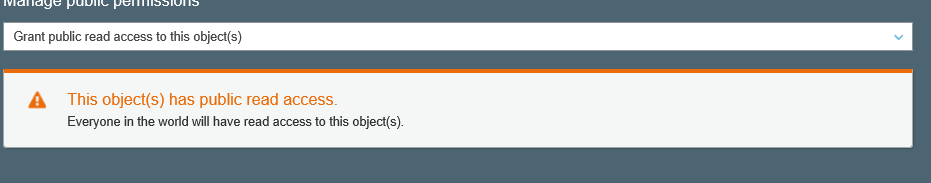 Manage public permissions
Grant public read access to this object(s)
This object(s) has public read access.
Everyone in the world will have read access to this object(s).